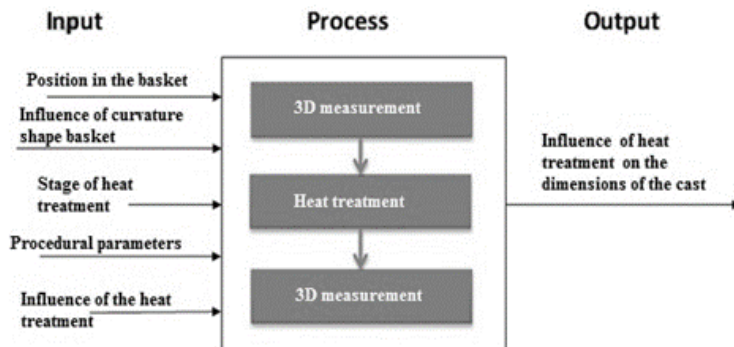 Input
Process
Output
Position in the basket
Influence of curvature
shape basket
Stage of heat
treatment
Procedural parameters
Influence of the heat
treatment
3D measurement
Heat treatment
3D measurement
Influence of heat
treatment on the
dimensions of the cast